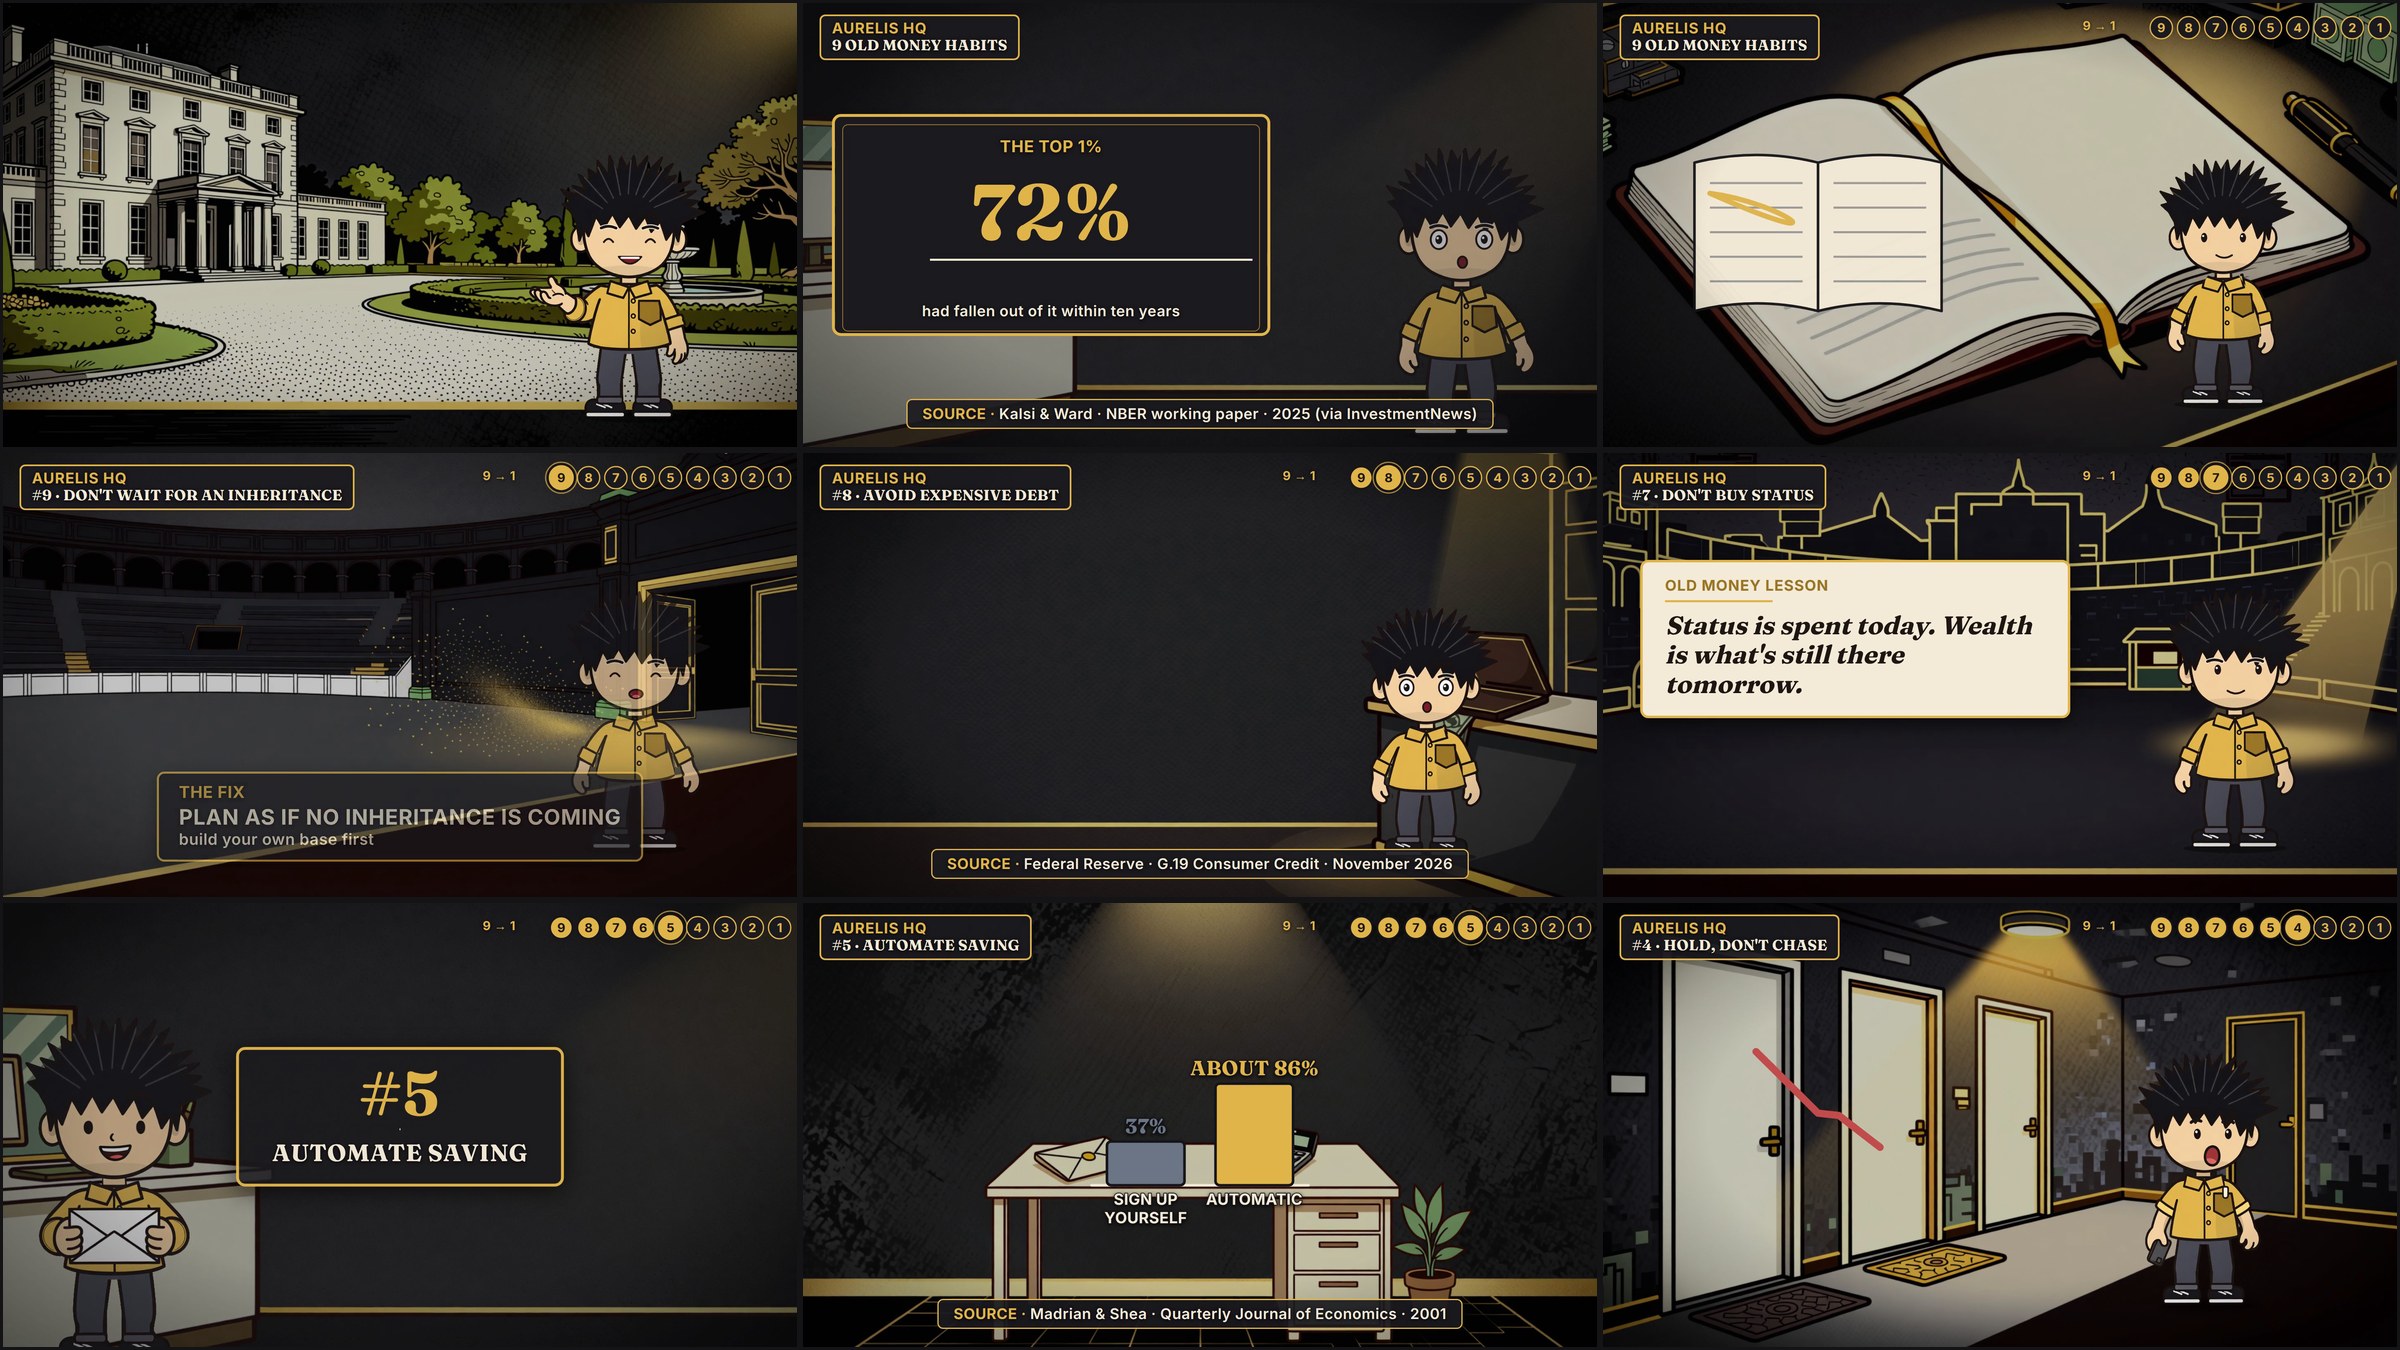 AURELIS HQ
9 OLD MONEY HABITS
THE TOP 1%
72%
had fallen out of it within ten years
SOURCE · Kalsi & Ward · NBER working paper · 2025 (via InvestmentNews)
AURELIS HQ
9 OLD MONEY HABITS
9 → 1
9 8 7 6 5 4 3 2 1
AURELIS HQ
#9 · DON'T WAIT FOR AN INHERITANCE
9 → 1
9 8 7 6 5 4 3 2 1
THE FIX
PLAN AS IF NO INHERITANCE IS COMING
build your own base first
AURELIS HQ
#8 · AVOID EXPENSIVE DEBT
9 → 1
9 8 7 6 5 4 3 2 1
SOURCE · Federal Reserve · G.19 Consumer Credit · November 2026
AURELIS HQ
#7 · DON'T BUY STATUS
9 → 1
9 8 7 6 5 4 3 2 1
OLD MONEY LESSON
Status is spent today. Wealth
is what's still there
tomorrow.
9 → 1
9 8 7 6 5 4 3 2 1
#5
AUTOMATE SAVING
AURELIS HQ
#5 · AUTOMATE SAVING
9 → 1
9 8 7 6 5 4 3 2 1
ABOUT 86%
37%
SIGN UP
YOURSELF
AUTOMATIC
SOURCE · Madrian & Shea · Quarterly Journal of Economics · 2001
AURELIS HQ
#4 · HOLD, DON'T CHASE
9 → 1
9 8 7 6 5 4 3 2 1